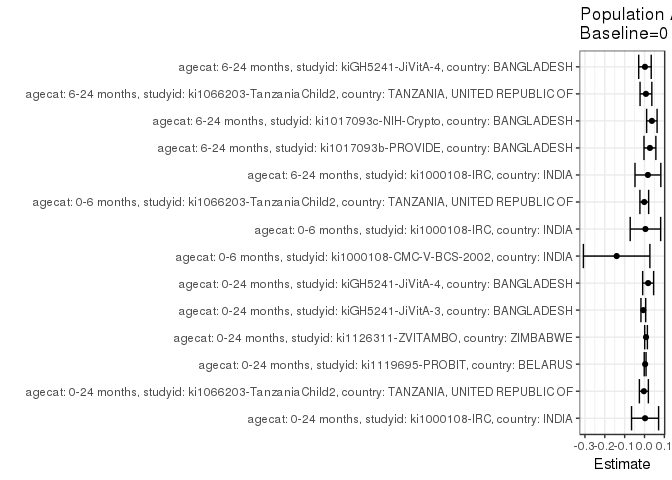 Population
Baseline=0
agecat: 6-24 months, studyid: kiGH5241-JiVitA-4, country: BANGLADESH
agecat: 6-24 months, studyid: ki1066203-TanzaniaChild2, country: TANZANIA, UNITED REPUBLIC OF
agecat: 6-24 months, studyid: ki1017093c-NIH-Crypto, country: BANGLADESH
agecat: 6-24 months, studyid: ki1017093b-PROVIDE, country: BANGLADESH
agecat: 6-24 months, studyid: ki1000108-IRC, country: INDIA
agecat: 0-6 months, studyid: ki1066203-TanzaniaChild2, country: TANZANIA, UNITED REPUBLIC OF
agecat: 0-6 months, studyid: ki1000108-IRC, country: INDIA
agecat: 0-6 months, studyid: ki1000108-CMC-V-BCS-2002, country: INDIA
agecat: 0-24 months, studyid: kiGH5241-JiVitA-4, country: BANGLADESH
agecat: 0-24 months, studyid: kiGH5241-JiVitA-3, country: BANGLADESH
agecat: 0-24 months, studyid: ki1126311-ZVITAMBO, country: ZIMBABWE
agecat: 0-24 months, studyid: ki1119695-PROBIT, country: BELARUS
agecat: 0-24 months, studyid: ki1066203-TanzaniaChild2, country: TANZANIA, UNITED REPUBLIC OF
agecat: 0-24 months, studyid: ki1000108-IRC, country: INDIA
-0.3 -0.2 -0.1 0.0 0.1
Estimate